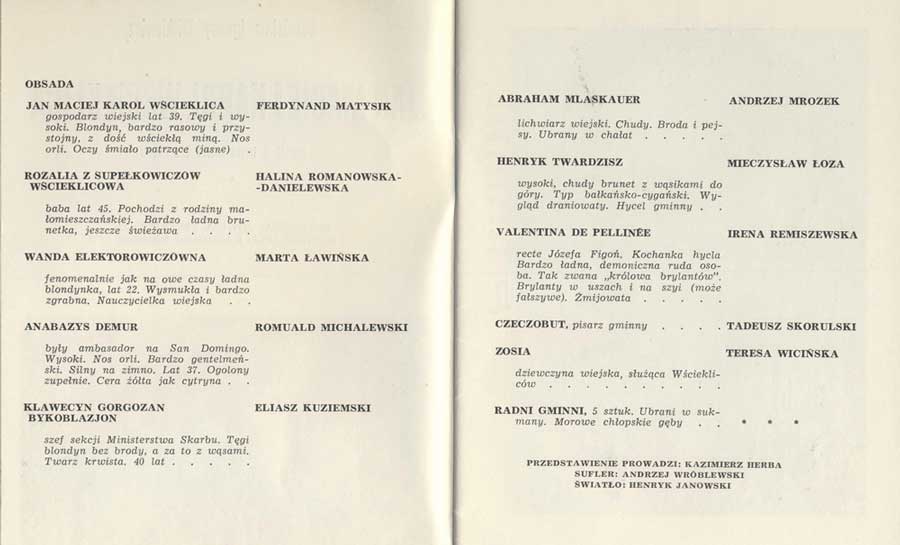 OBSADA
JAN MACIEJ KAROL WŚCIEKLICA FERDYNAND MATYSIK
gospodarz wiejski lat 39. Tęgi i wy-
soki. Blondyn, bardzo rasowy i przy-
stojny, z dość wściekłą miną. Nos
orli. Oczy śmiało patrzące (jasne) .
ROZALIA Z SUPEŁKOWICZÓW HALINA ROMANOWSKA-
WŚCIEKLICOWA -DANIELEWSKA
baba lat 45. Pochodzi z rodziny ma-
łomieszczańskiej. Bardzo ładna bru-
netka, jeszcze świeżawa . . . .
WANDA ELEKTOROWICZÓWNA MARTA ŁAWIŃSKA
fenomenalnie jak na owe czasy ładna
blondynka, lat 22. Wysmukła i bardzo
zgrabna. Nauczycielka wiejska . .
ANABAZYS DEMUR ROMUALD MICHALEWSKI
były ambasador na San Domingo.
Wysoki. Nos orli. Bardzo gentelmeń-
ski. Silny na zimno. Lat 37. Ogolony
zupełnie. Cera żółta jak cytryna . .
KLAWECYN GORGOZAN ELIASZ KUZIEMSKI
BYKOBLAZJON
szef sekcji Ministerstwa Skarbu. Tęgi
blondyn bez brody, a za to z wąsami.
Twarz krwista. 40 lat . . . . .
ABRAHAM MLASKAUER ANDRZEJ MROZEK
lichwiarz wiejski. Chudy. Broda i pej-
sy. Ubrany w chałat . . . . .
HENRYK TWARDZISZ MIECZYSŁAW ŁOZA
wysoki, chudy brunet z wąsikami do
góry. Typ bałkańsko-cygański. Wy-
gląd draniowaty. Hycel gminny . .
VALENTINA DE PELLINÉE IRENA REMISZEWSKA
recte Józefa Figoń. Kochanka hycla
Bardzo ładna, demoniczna ruda oso-
ba. Tak zwana „królowa brylantów".
Brylanty w uszach i na szyi (może
fałszywe). Żmijowata . . . . .
CZECZOBUT, pisarz gminny . . . . TADEUSZ SKORULSKI
ZOSIA TERESA WICIŃSKA
dziewczyna wiejska, służąca Wściekli-
ców . . . . . . . . . .
RADNI GMINNI, 5 sztuk. Ubrani w suk-
many. Morowe chłopskie gęby . . * * *
PRZEDSTAWIENIE PROWADZI: KAZIMIERZ HERBA
SUFLER: ANDRZEJ WRÓBLEWSKI
ŚWIATŁO: HENRYK JANOWSKI